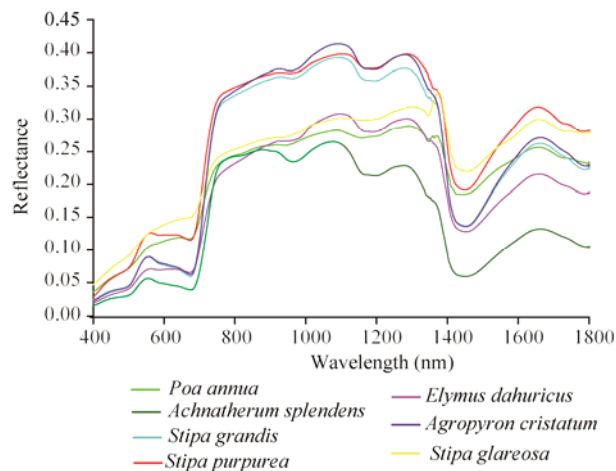 0.45
0.40
0.35
0.30
0.25
0.20
0.15
0.10
0.05
0.00
Reflectance
400 600 800 1000 1200 1400 1600 1800
Wavelength (nm)
Poa annua
Achnatherum splendens
Stipa grandis
Stipa purpurea
Elymus dahuricus
Agropyron cristatum
Stipa glareosa